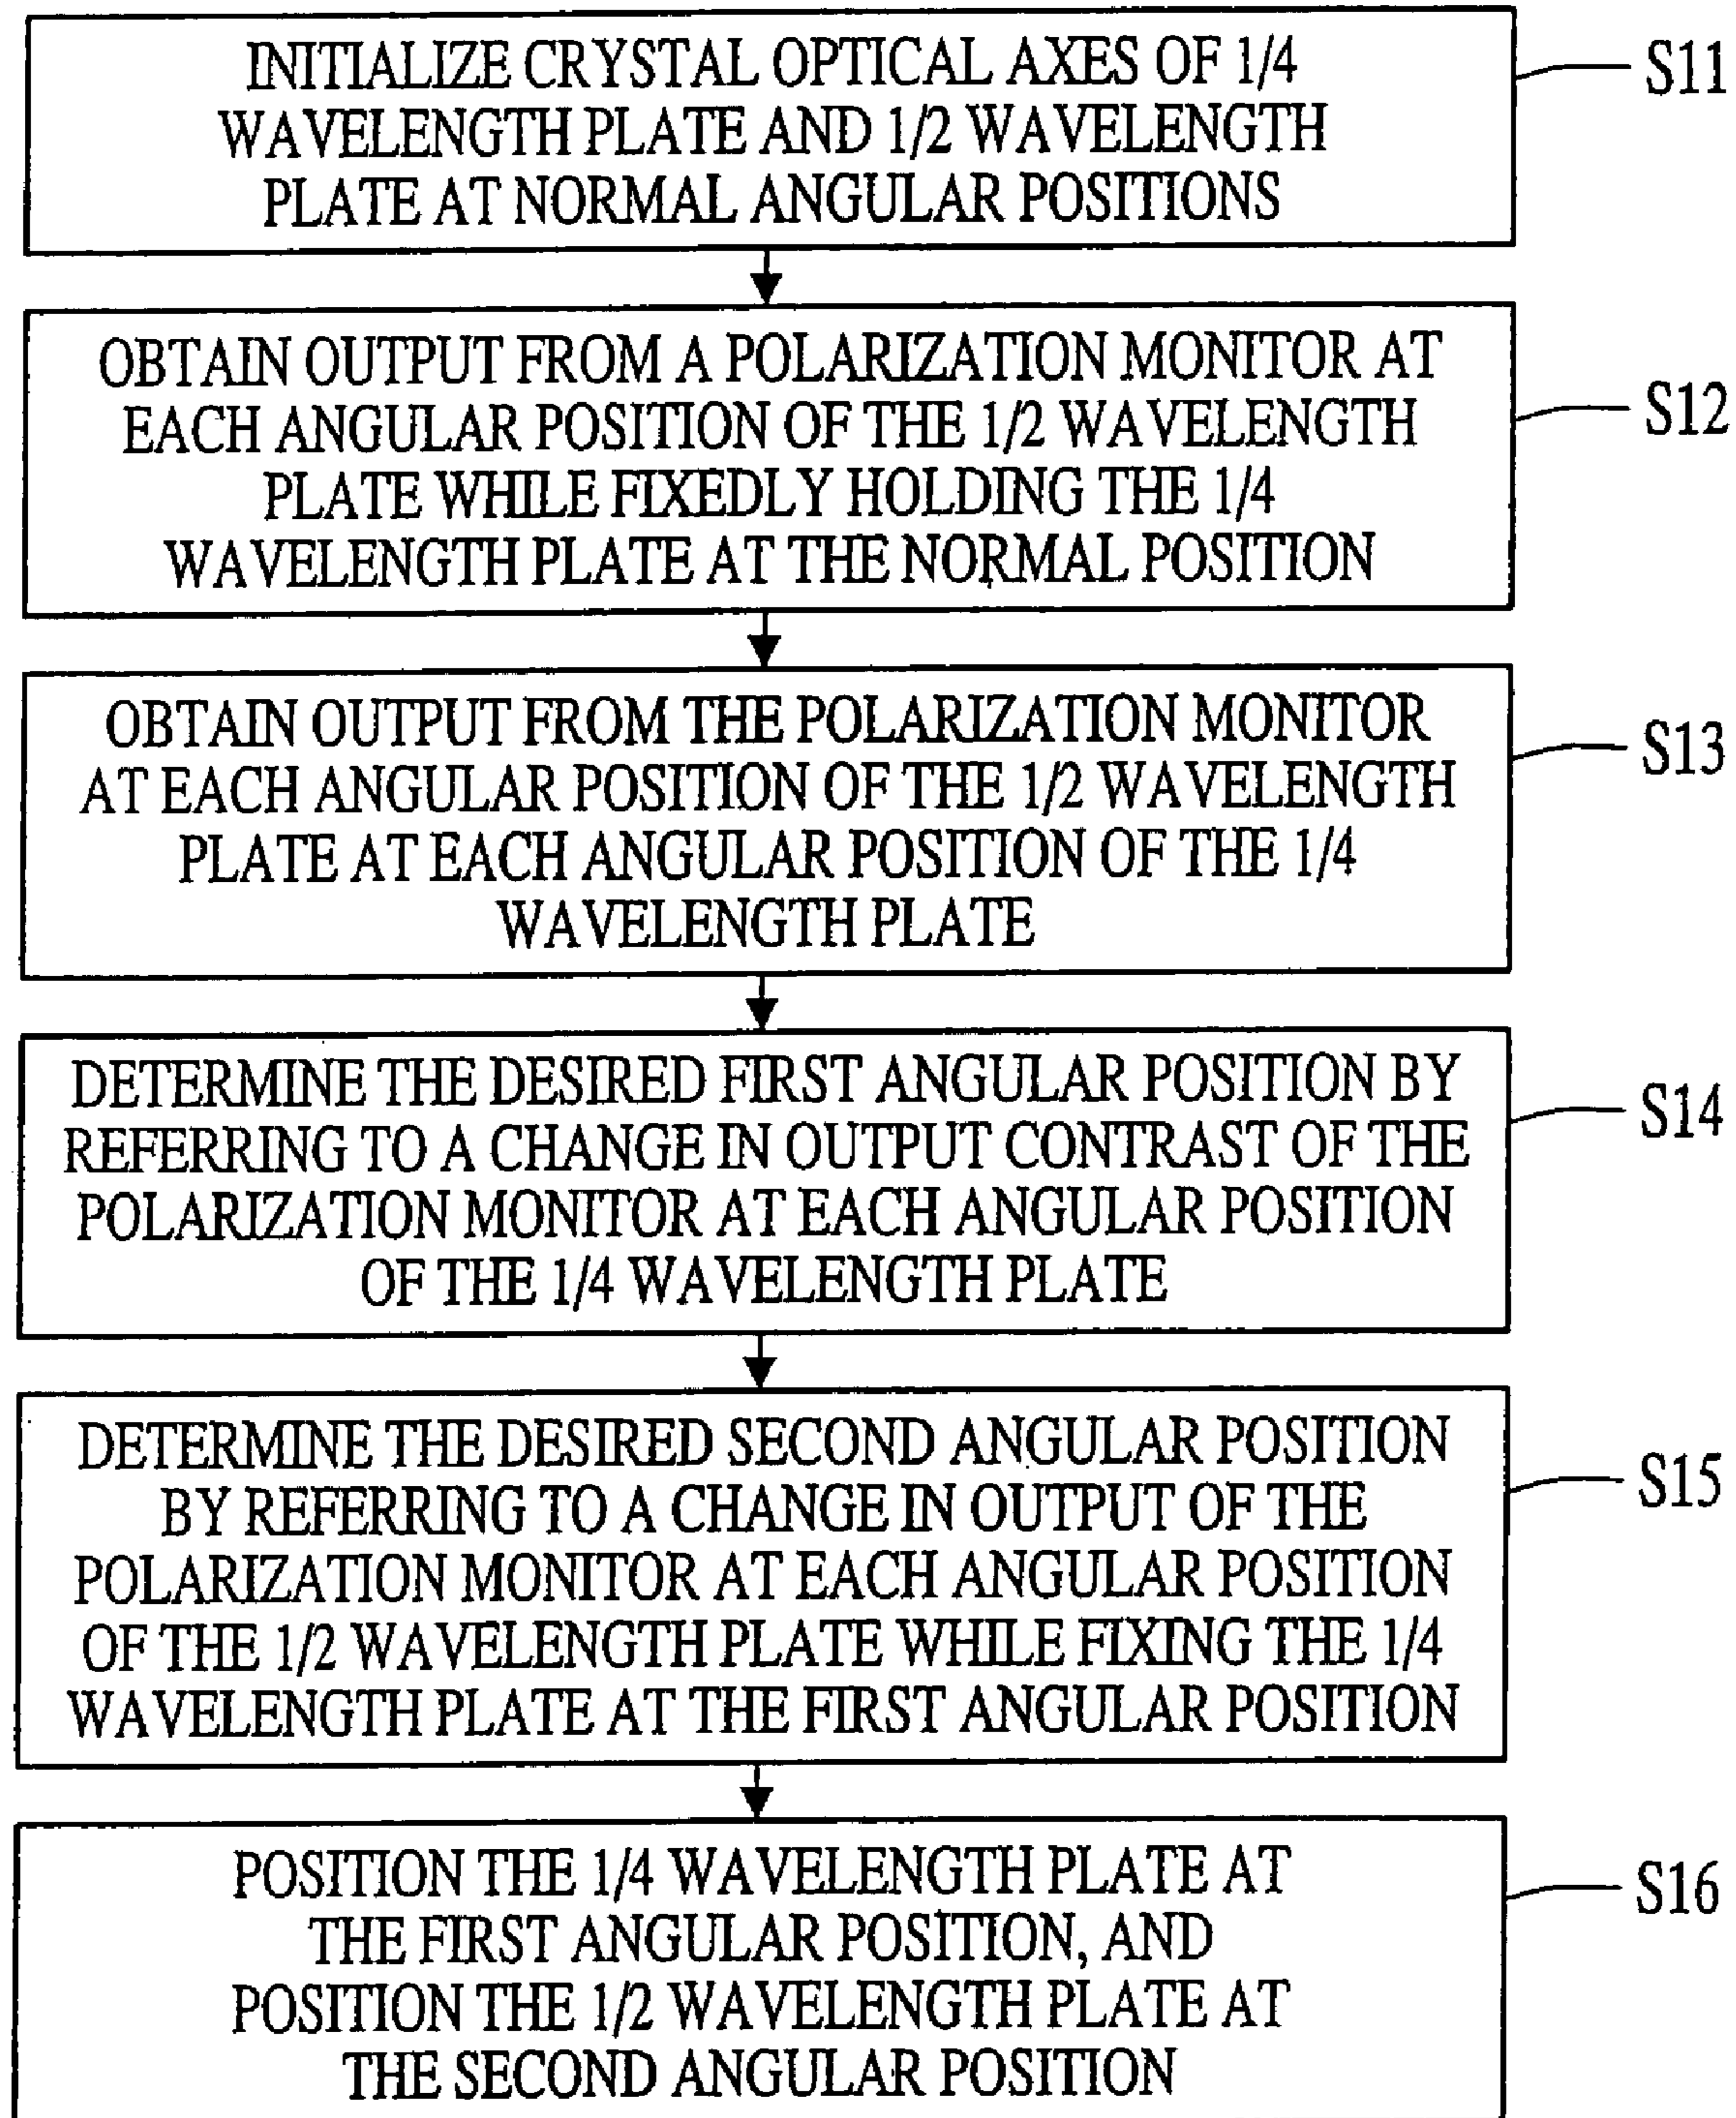 INITIALIZE CRYSTAL OPTICAL AXES OF 1/4
WAVELENGTH PLATE AND 1/2 WAVELENGTH
PLATE AT NORMAL ANGULAR POSITIONS
S11
OBTAIN OUTPUT FROM A POLARIZATION MONITOR AT
EACH ANGULAR POSITION OF THE 1/2 WAVELENGTH
PLATE WHILE FIXEDLY HOLDING THE 1/4
WAVELENGTH PLATE AT THE NORMAL POSITION
S12
OBTAIN OUTPUT FROM THE POLARIZATION MONITOR
AT EACH ANGULAR POSITION OF THE 1/2 WAVELENGTH
PLATE AT EACH ANGULAR POSITION OF THE 1/4
WAVELENGTH PLATE
S13
DETERMINE THE DESIRED FIRST ANGULAR POSITION BY
REFERRING TO A CHANGE IN OUTPUT CONTRAST OF THE
POLARIZATION MONITOR AT EACH ANGULAR POSITION
OF THE 1/4 WAVELENGTH PLATE
S14
DETERMINE THE DESIRED SECOND ANGULAR POSITION
BY REFERRING TO A CHANGE IN OUTPUT OF THE
POLARIZATION MONITOR AT EACH ANGULAR POSITION
OF THE 1/2 WAVELENGTH PLATE WHILE FIXING THE 1/4
WAVELENGTH PLATE AT THE FIRST ANGULAR POSITION
S15
POSITION THE 1/4 WAVELENGTH PLATE AT
THE FIRST ANGULAR POSITION, AND
POSITION THE 1/2 WAVELENGTH PLATE AT
THE SECOND ANGULAR POSITION
S16